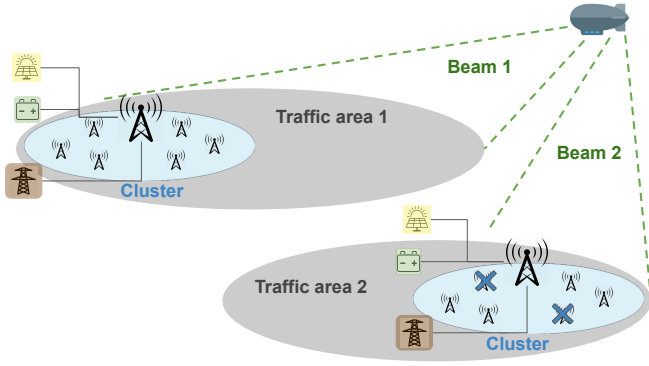 Beam 1
Traffic area 1
Beam 2
Cluster
Traffic area 2
Cluster